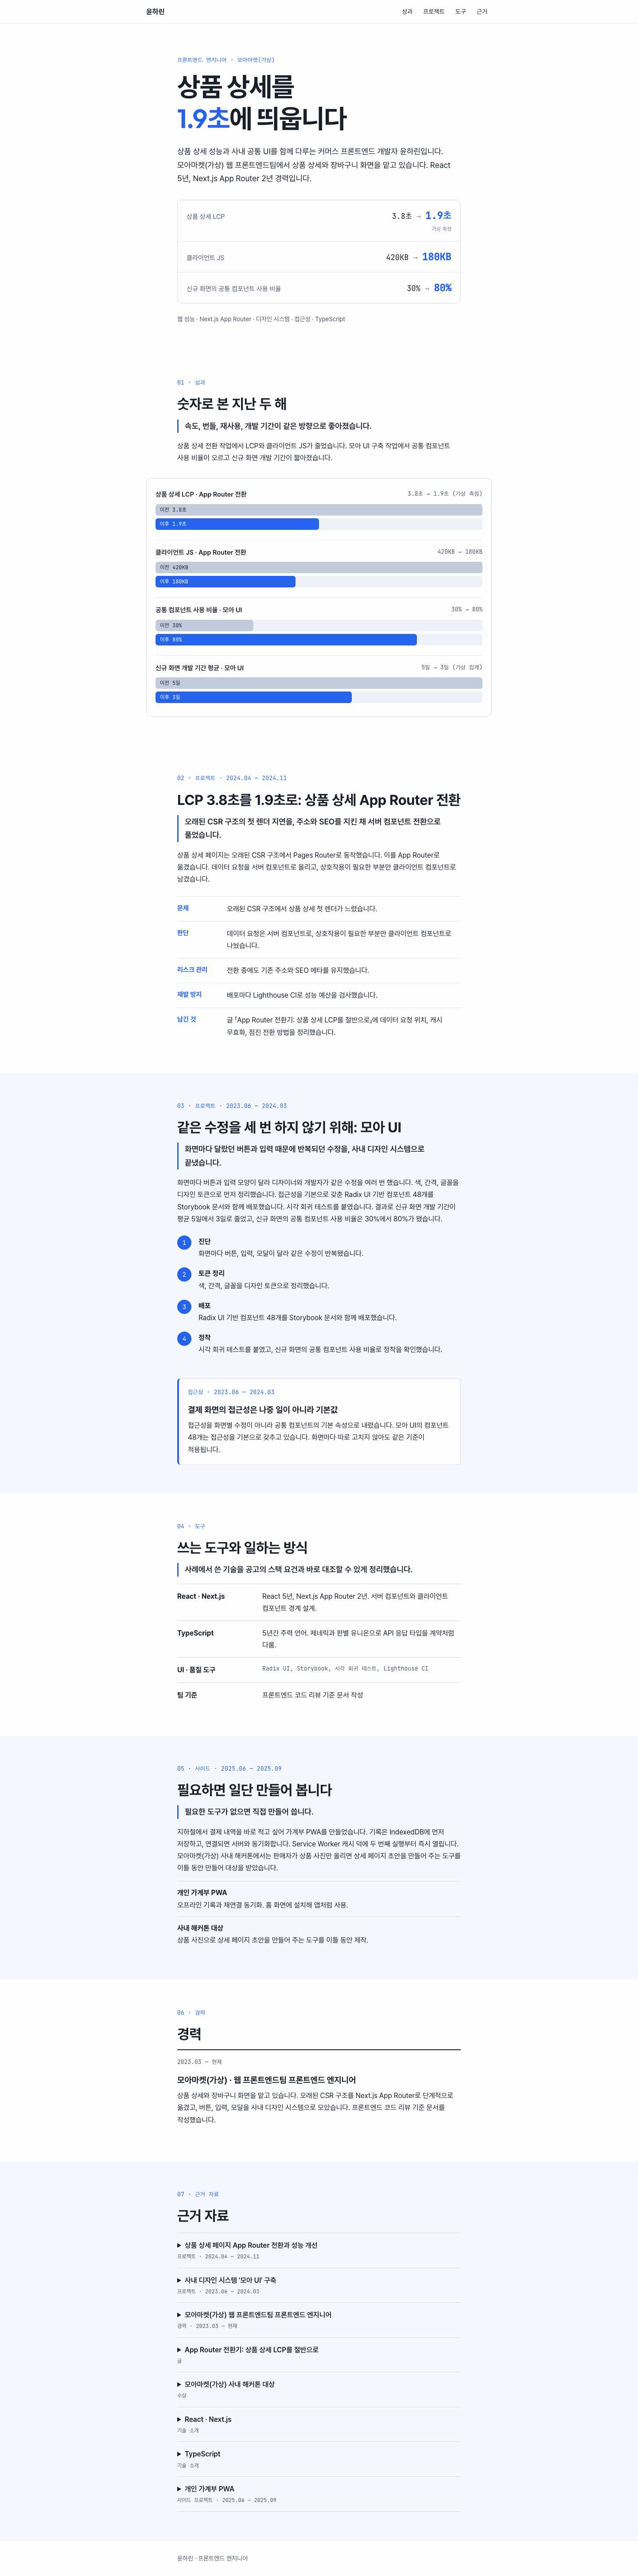 윤하린
성과 프로젝트 도구 근거
프론트엔드 엔지니어 · 모아마켓(가상)
상품 상세를
1.9초에 띄웁니다
상품 상세 성능과 사내 공통 UI를 함께 다루는 커머스 프론트엔드 개발자 윤하린입니다.
모아마켓(가상) 웹 프론트엔드팀에서 상품 상세와 장바구니 화면을 맡고 있습니다. React
5년, Next.js App Router 2년 경력입니다.
상품 상세 LCP 3.8초 → 1.9초
가상 측정
클라이언트 JS 420KB → 180KB
신규 화면의 공통 컴포넌트 사용 비율 30% → 80%
웹 성능 · Next.js App Router · 디자인 시스템 · 접근성 · TypeScript
01 · 성과
숫자로 본 지난 두 해
속도, 번들, 재사용, 개발 기간이 같은 방향으로 좋아졌습니다.
상품 상세 전환 작업에서 LCP와 클라이언트 JS가 줄었습니다. 모아 UI 구축 작업에서 공통 컴포넌트
사용 비율이 오르고 신규 화면 개발 기간이 짧아졌습니다.
상품 상세 LCP · App Router 전환 3.8초 → 1.9초 (가상 측정)
이전 3.8초
이후 1.9초
클라이언트 JS · App Router 전환 420KB → 180KB
이전 420KB
이후 180KB
공통 컴포넌트 사용 비율 · 모아 UI 30% → 80%
이전 30%
이후 80%
신규 화면 개발 기간 평균 · 모아 UI 5일 → 3일 (가상 집계)
이전 5일
이후 3일
02 · 프로젝트 · 2024.04 — 2024.11
LCP 3.8초를 1.9초로: 상품 상세 App Router 전환
오래된 CSR 구조의 첫 렌더 지연을, 주소와 SEO를 지킨 채 서버 컴포넌트 전환으로
풀었습니다.
상품 상세 페이지는 오래된 CSR 구조에서 Pages Router로 동작했습니다. 이를 App Router로
옮겼습니다. 데이터 요청을 서버 컴포넌트로 올리고, 상호작용이 필요한 부분만 클라이언트 컴포넌트로
남겼습니다.
문제 오래된 CSR 구조에서 상품 상세 첫 렌더가 느렸습니다.
판단 데이터 요청은 서버 컴포넌트로, 상호작용이 필요한 부분만 클라이언트 컴포넌트로
나눴습니다.
리스크 관리 전환 중에도 기존 주소와 SEO 메타를 유지했습니다.
재발 방지 배포마다 Lighthouse CI로 성능 예산을 검사했습니다.
남긴 것 글 「App Router 전환기: 상품 상세 LCP를 절반으로」에 데이터 요청 위치, 캐시
무효화, 점진 전환 방법을 정리했습니다.
03 · 프로젝트 · 2023.06 — 2024.03
같은 수정을 세 번 하지 않기 위해: 모아 UI
화면마다 달랐던 버튼과 입력 때문에 반복되던 수정을, 사내 디자인 시스템으로
끝냈습니다.
화면마다 버튼과 입력 모양이 달라 디자이너와 개발자가 같은 수정을 여러 번 했습니다. 색, 간격, 글꼴을
디자인 토큰으로 먼저 정리했습니다. 접근성을 기본으로 갖춘 Radix UI 기반 컴포넌트 48개를
Storybook 문서와 함께 배포했습니다. 시각 회귀 테스트를 붙였습니다. 결과로 신규 화면 개발 기간이
평균 5일에서 3일로 줄었고, 신규 화면의 공통 컴포넌트 사용 비율은 30%에서 80%가 됐습니다.
1 진단
화면마다 버튼, 입력, 모달이 달라 같은 수정이 반복됐습니다.
2 토큰 정리
색, 간격, 글꼴을 디자인 토큰으로 정리했습니다.
3 배포
Radix UI 기반 컴포넌트 48개를 Storybook 문서와 함께 배포했습니다.
4 정착
시각 회귀 테스트를 붙였고, 신규 화면의 공통 컴포넌트 사용 비율로 정착을 확인했습니다.
접근성 · 2023.06 — 2024.03
결제 화면의 접근성은 나중 일이 아니라 기본값
접근성을 화면별 수정이 아니라 공통 컴포넌트의 기본 속성으로 내렸습니다. 모아 UI의 컴포넌트
48개는 접근성을 기본으로 갖추고 있습니다. 화면마다 따로 고치지 않아도 같은 기준이
적용됩니다.
04 · 도구
쓰는 도구와 일하는 방식
사례에서 쓴 기술을 공고의 스택 요건과 바로 대조할 수 있게 정리했습니다.
React · Next.js React 5년, Next.js App Router 2년. 서버 컴포넌트와 클라이언트
컴포넌트 경계 설계.
TypeScript 5년간 주력 언어. 제네릭과 판별 유니온으로 API 응답 타입을 계약처럼
다룸.
UI · 품질 도구 Radix UI, Storybook, 시각 회귀 테스트, Lighthouse CI
팀 기준 프론트엔드 코드 리뷰 기준 문서 작성
05 · 사이드 · 2025.06 — 2025.09
필요하면 일단 만들어 봅니다
필요한 도구가 없으면 직접 만들어 씁니다.
지하철에서 결제 내역을 바로 적고 싶어 가계부 PWA를 만들었습니다. 기록은 IndexedDB에 먼저
저장하고, 연결되면 서버와 동기화합니다. Service Worker 캐시 덕에 두 번째 실행부터 즉시 열립니다.
모아마켓(가상) 사내 해커톤에서는 판매자가 상품 사진만 올리면 상세 페이지 초안을 만들어 주는 도구를
이틀 동안 만들어 대상을 받았습니다.
개인 가계부 PWA
오프라인 기록과 재연결 동기화. 홈 화면에 설치해 앱처럼 사용.
사내 해커톤 대상
상품 사진으로 상세 페이지 초안을 만들어 주는 도구를 이틀 동안 제작.
06 · 경력
경력
2023.03 — 현재
모아마켓(가상) · 웹 프론트엔드팀 프론트엔드 엔지니어
상품 상세와 장바구니 화면을 맡고 있습니다. 오래된 CSR 구조를 Next.js App Router로 단계적으로
옮겼고, 버튼, 입력, 모달을 사내 디자인 시스템으로 모았습니다. 프론트엔드 코드 리뷰 기준 문서를
작성했습니다.
07 · 근거 자료
근거 자료
▶ 상품 상세 페이지 App Router 전환과 성능 개선
프로젝트 · 2024.04 — 2024.11
▶ 사내 디자인 시스템 '모아 UI' 구축
프로젝트 · 2023.06 — 2024.03
▶ 모아마켓(가상) 웹 프론트엔드팀 프론트엔드 엔지니어
경력 · 2023.03 — 현재
▶ App Router 전환기: 상품 상세 LCP를 절반으로
글
▶ 모아마켓(가상) 사내 해커톤 대상
수상
▶ React · Next.js
기술 소개
▶ TypeScript
기술 소개
▶ 개인 가계부 PWA
사이드 프로젝트 · 2025.06 — 2025.09
윤하린 · 프론트엔드 엔지니어